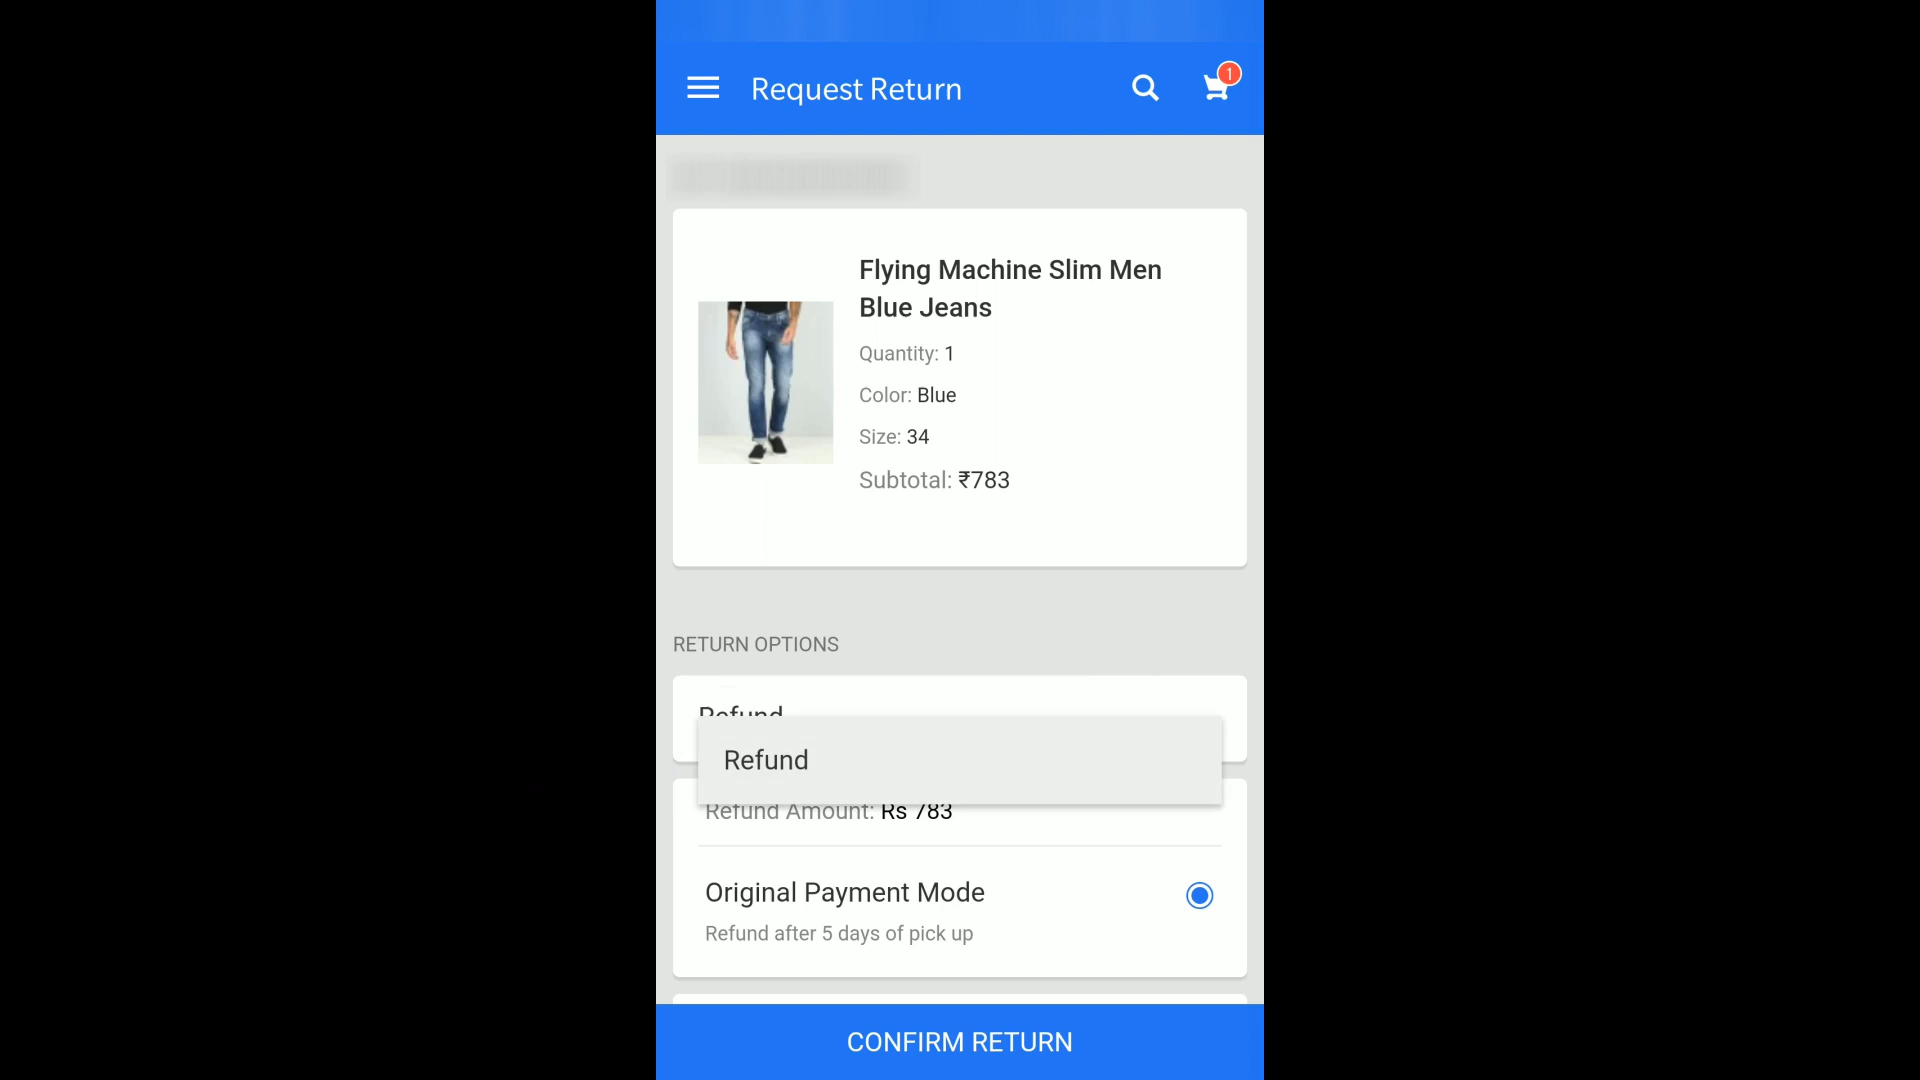 Request Return
1
Flying Machine Slim Men
Blue Jeans
Quantity: 1
Color: Blue
Size: 34
Subtotal: ₹783
RETURN OPTIONS
Refund
Refund
Refund Amount: Rs 783
Original Payment Mode
Refund after 5 days of pick up
CONFIRM RETURN